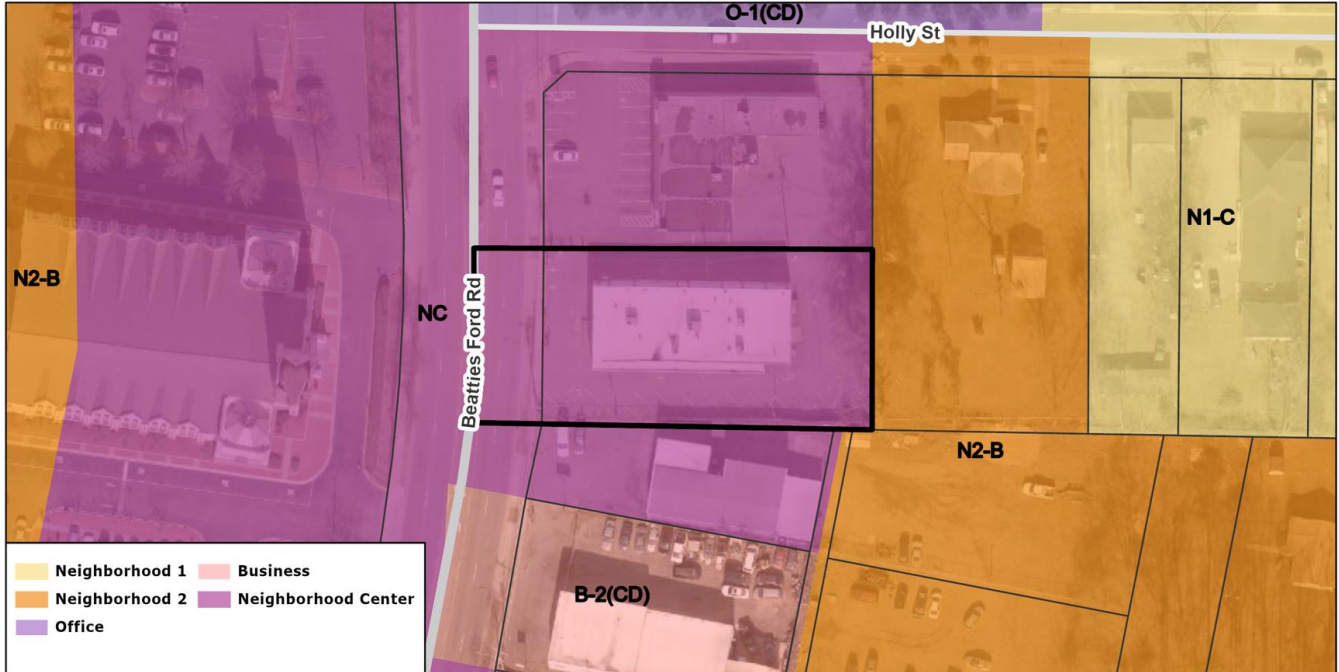 O-1(CD)
Holly St
N1-C
N2-B
NC
Beatties Ford Rd
N2-B
B-2(CD)
Neighborhood 1
Business
Neighborhood 2
Neighborhood Center
Office